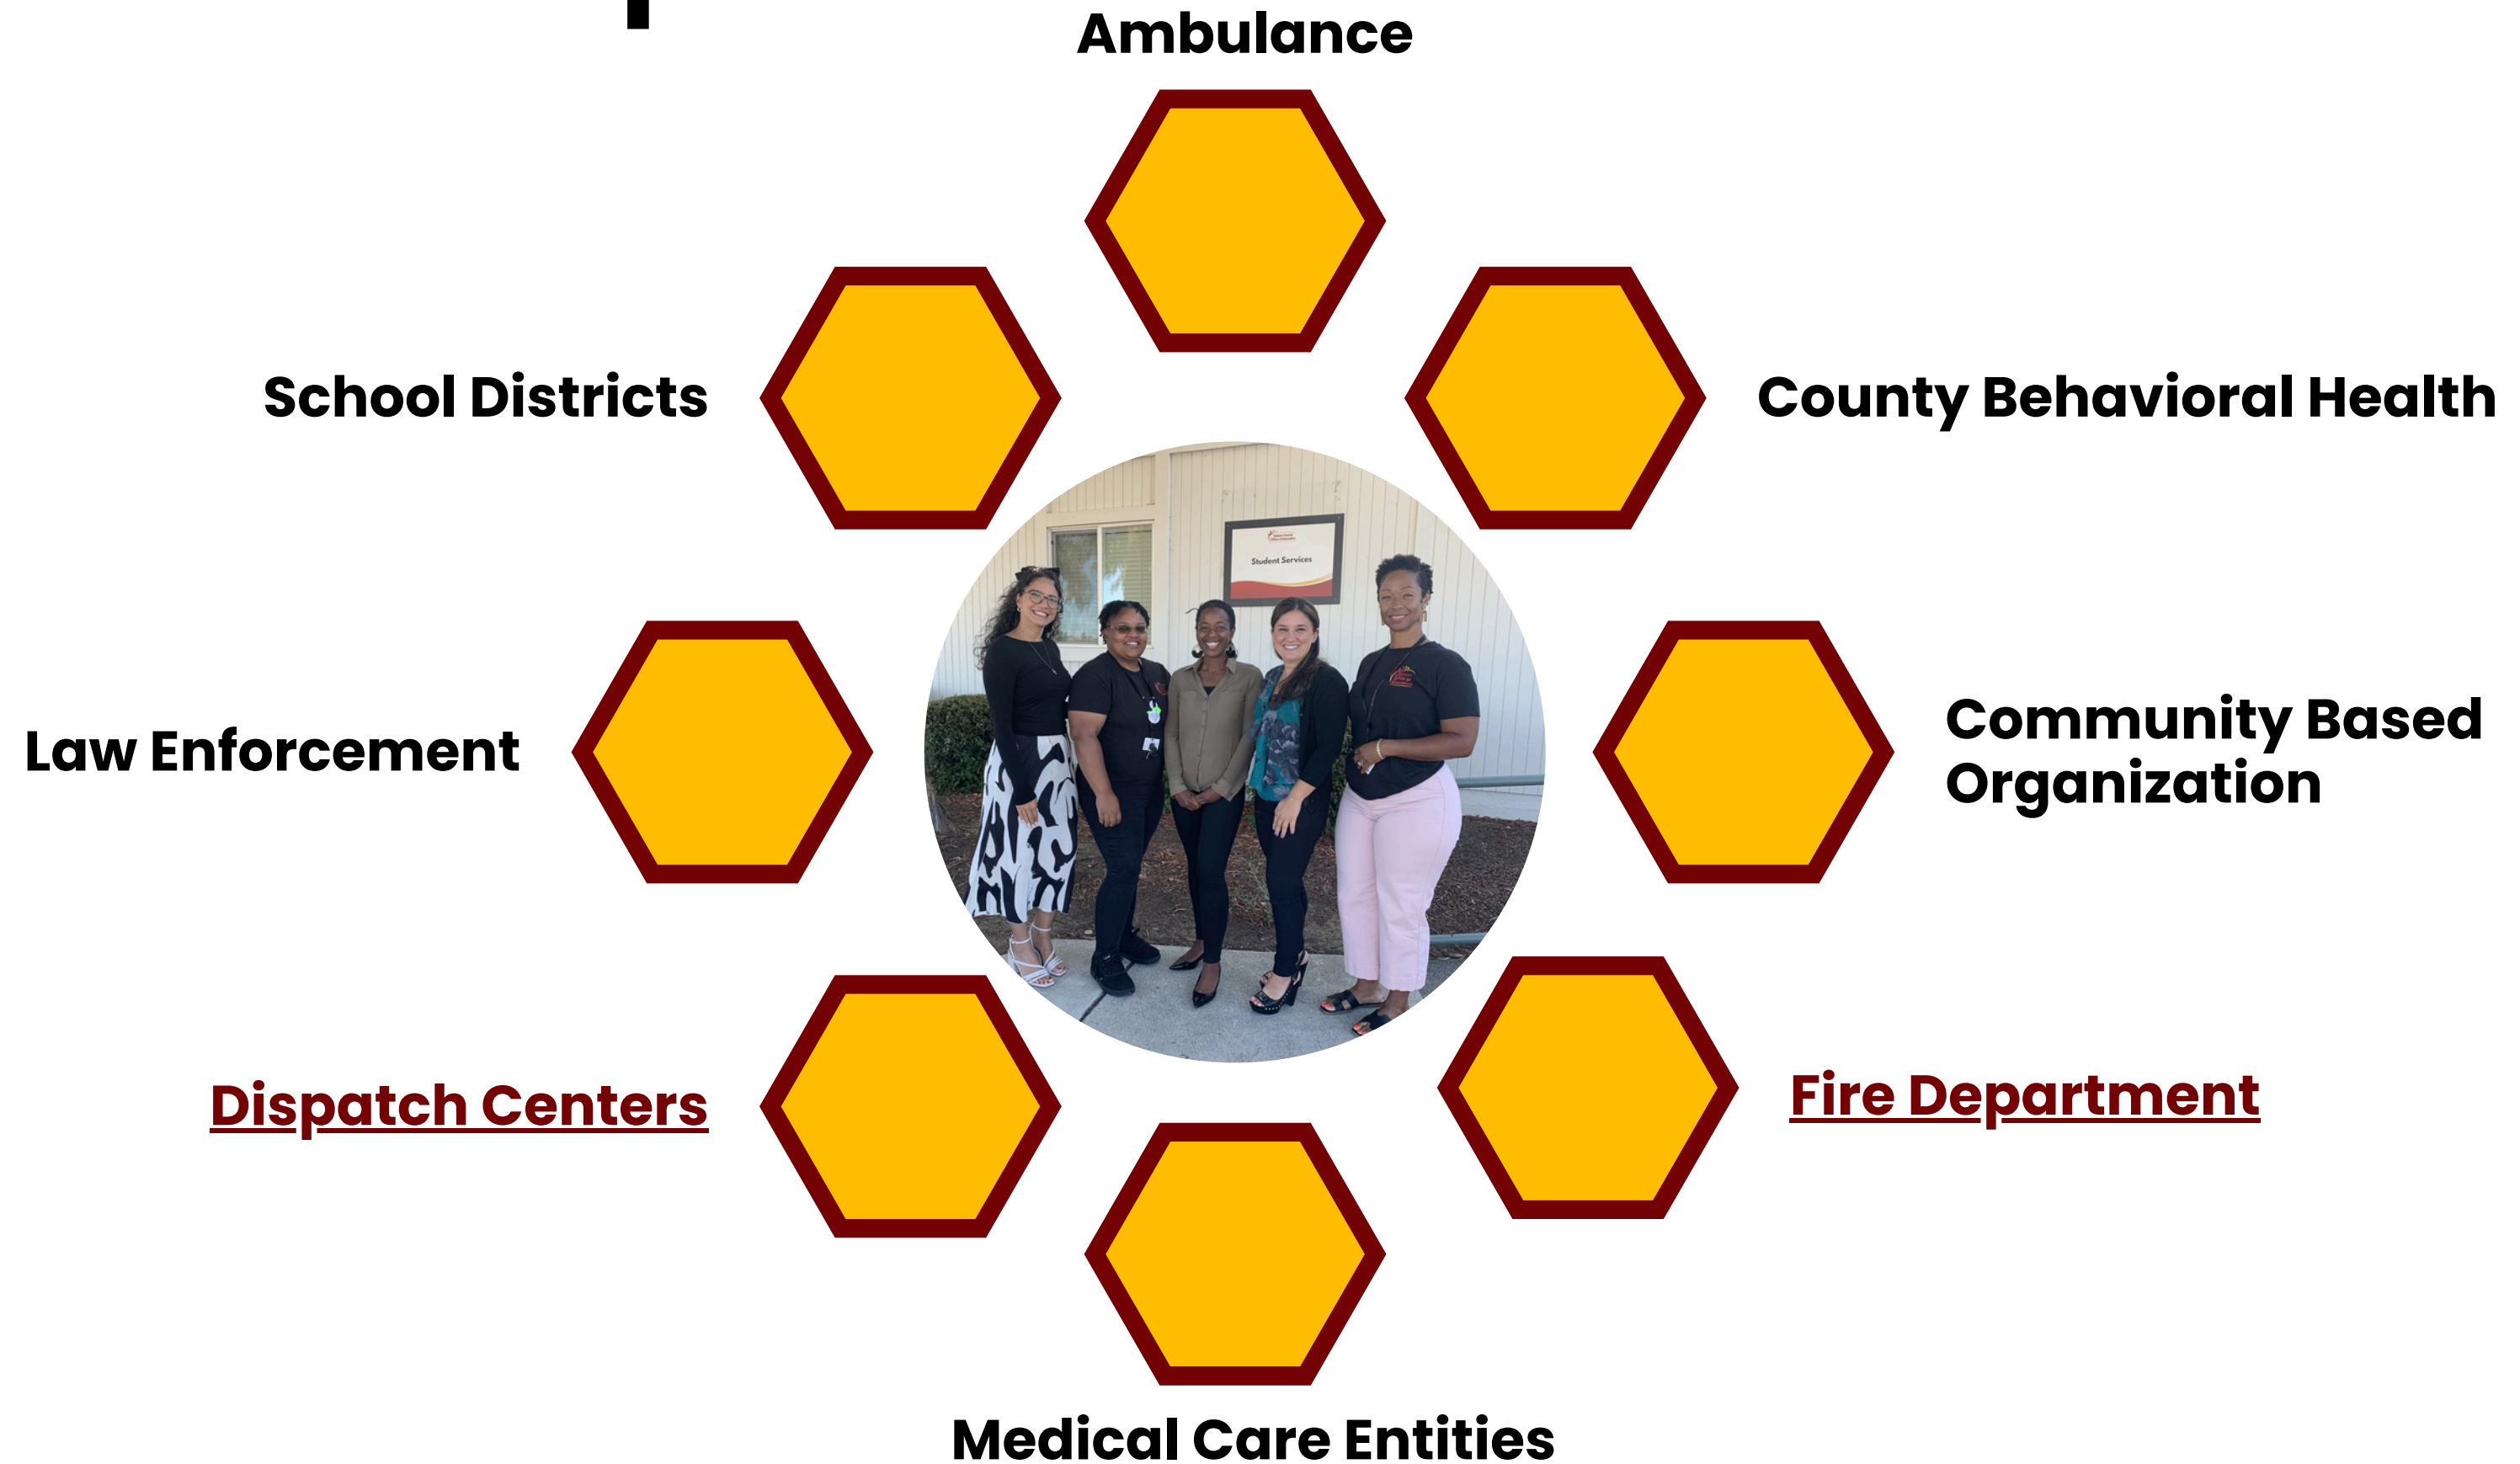 Ambulance
School Districts
County Behavioral Health
Student Services
Law Enforcement
Community Based
Organization
Dispatch Centers
Fire Department
Medical Care Entities